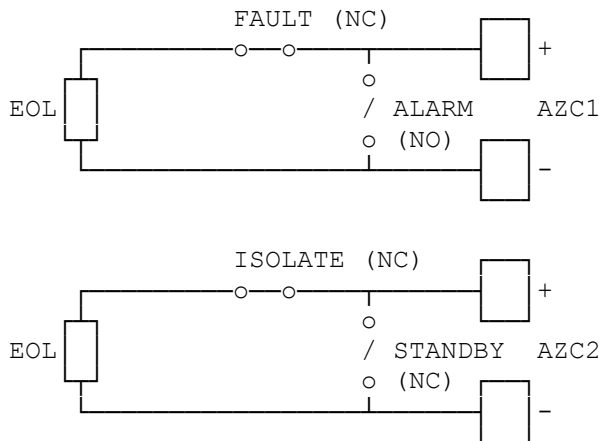 FAULT (NC)
+
EOL
ALARM
AZC1
(NO)
-
ISOLATE (NC)
+
EOL
STANDBY
AZC2
(NC)
-